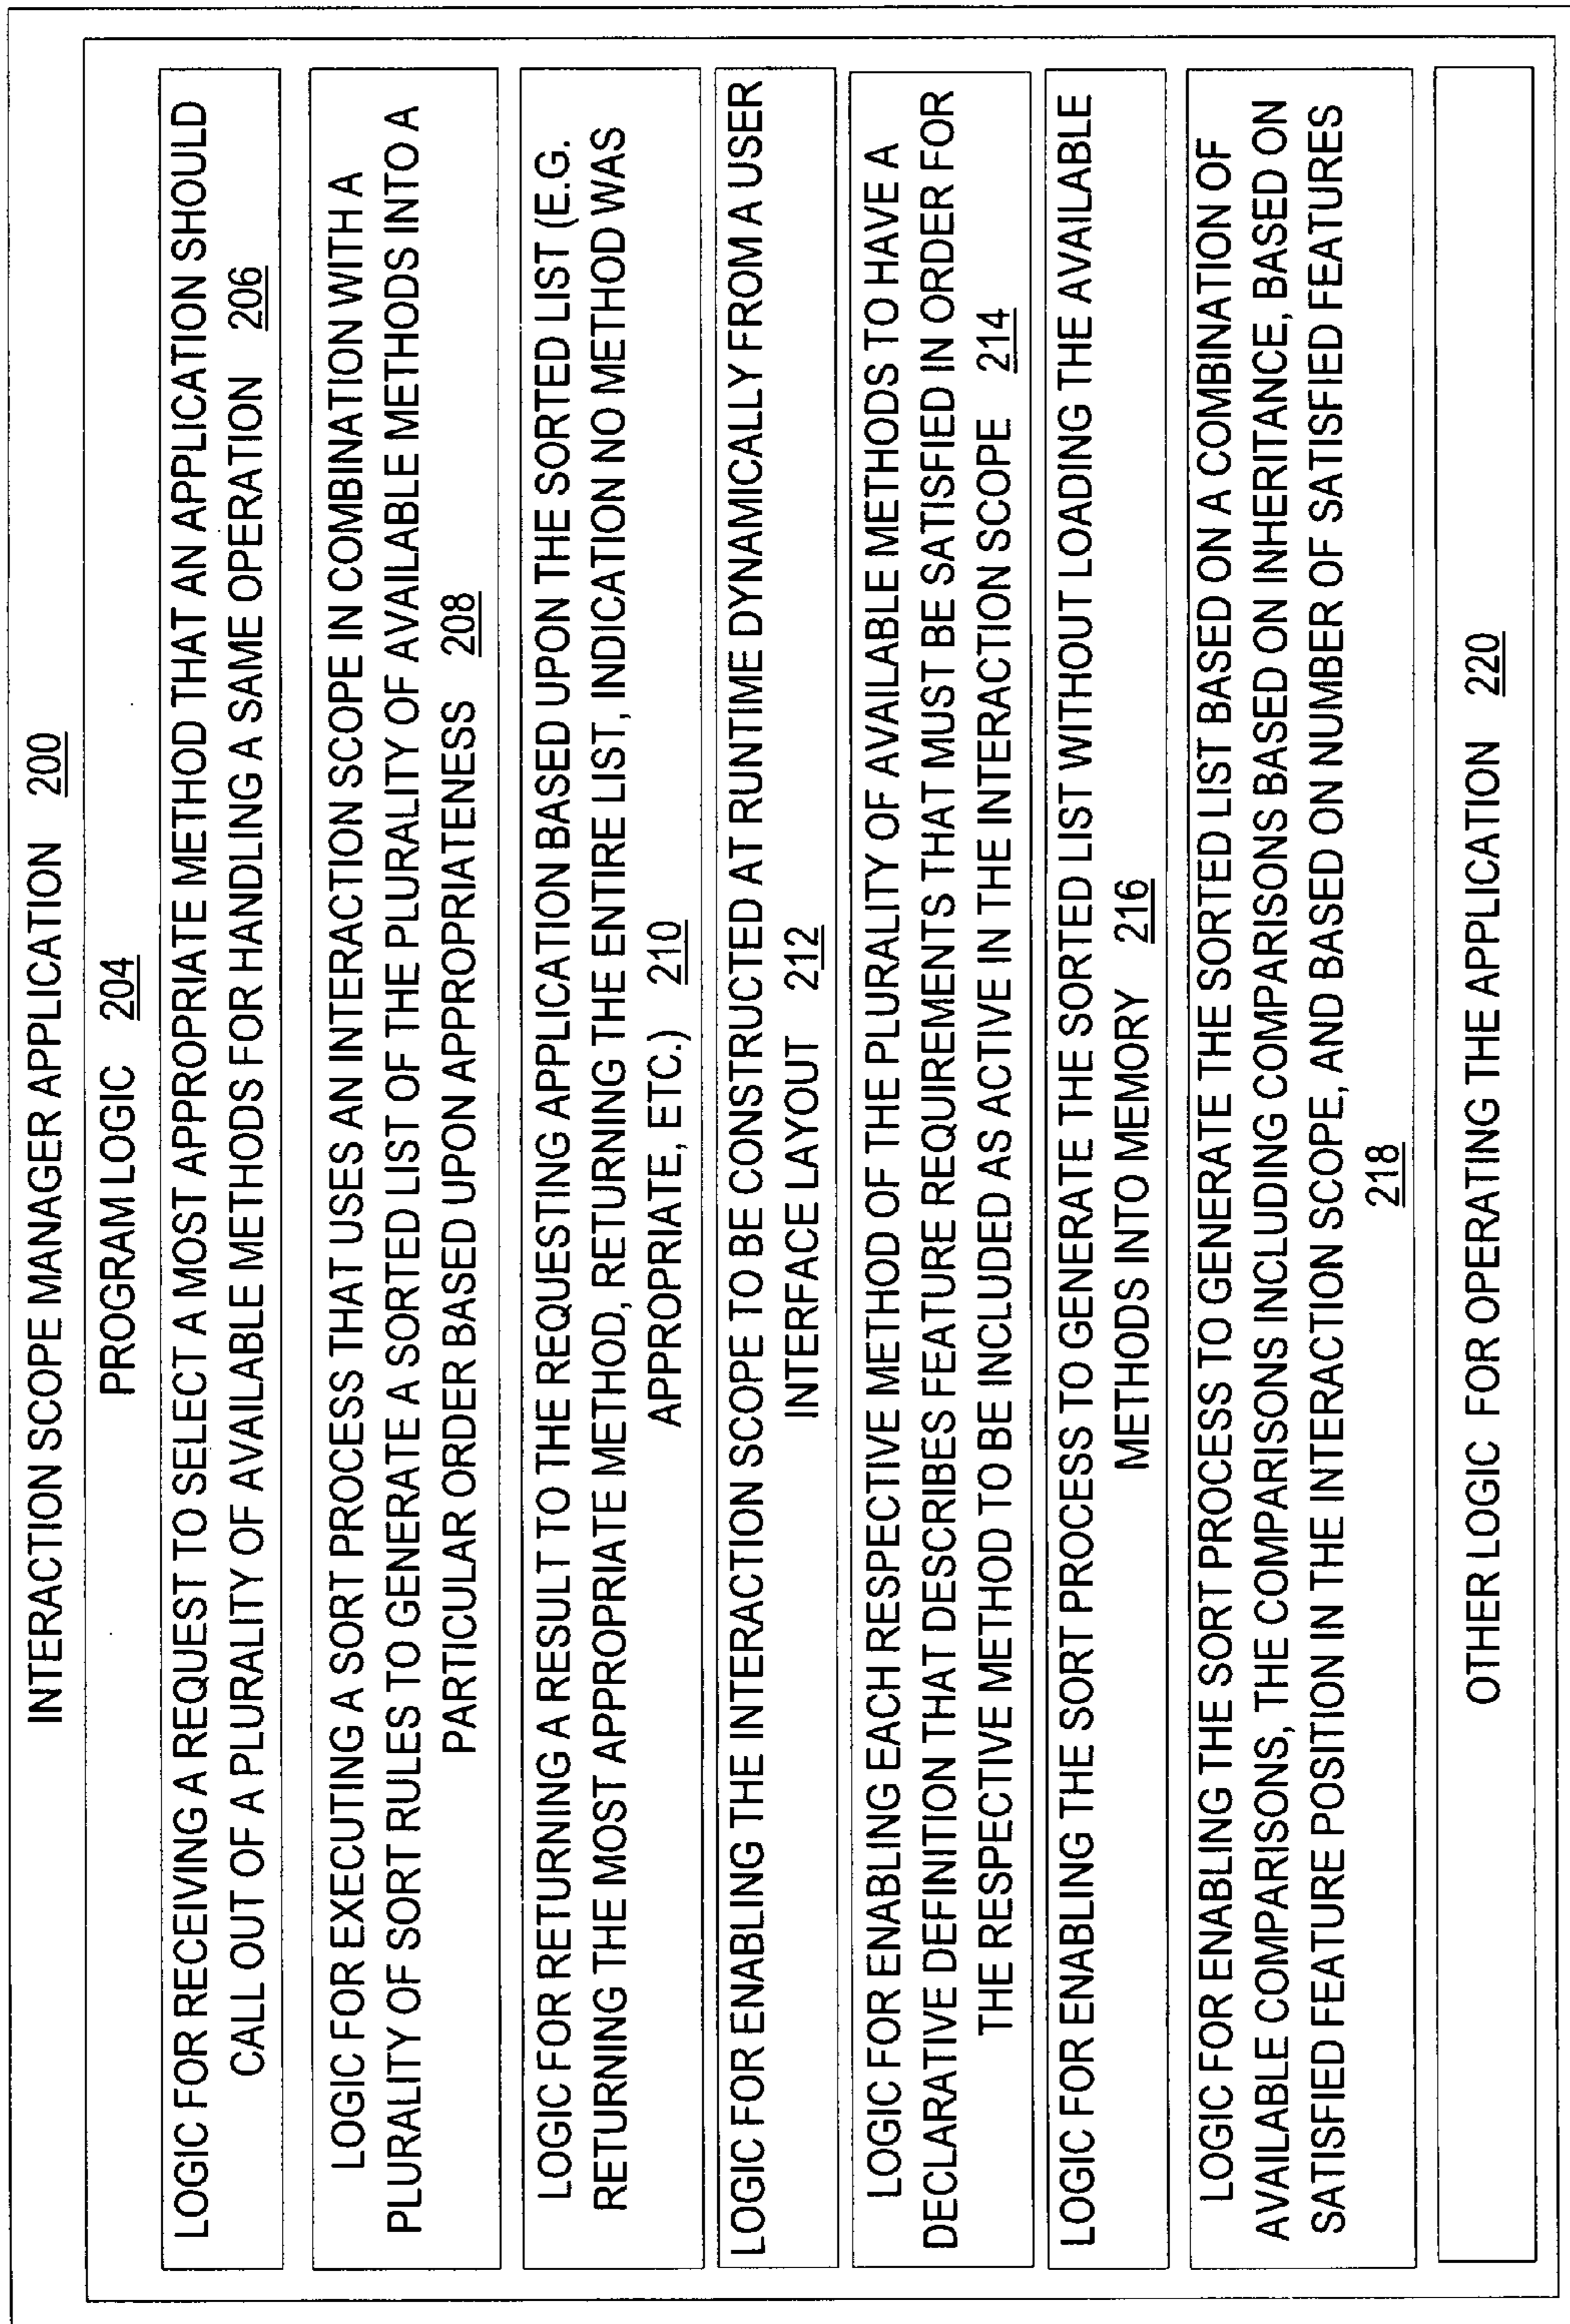 INTERACTION SCOPE MANAGER APPLICATION 200
PROGRAM LOGIC 204
LOGIC FOR RECEIVING A REQUEST TO SELECT A MOST APPROPRIATE METHOD THAT AN APPLICATION SHOULD
CALL OUT OF A PLURALITY OF AVAILABLE METHODS FOR HANDLING A SAME OPERATION 206
LOGIC FOR EXECUTING A SORT PROCESS THAT USES AN INTERACTION SCOPE IN COMBINATION WITH A
PLURALITY OF SORT RULES TO GENERATE A SORTED LIST OF THE PLURALITY OF AVAILABLE METHODS INTO A
PARTICULAR ORDER BASED UPON APPROPRIATENESS 208
LOGIC FOR RETURNING A RESULT TO THE REQUESTING APPLICATION BASED UPON THE SORTED LIST (E.G.
RETURNING THE MOST APPROPRIATE METHOD, RETURNING THE ENTIRE LIST, INDICATION NO METHOD WAS
APPROPRIATE, ETC.) 210
LOGIC FOR ENABLING THE INTERACTION SCOPE TO BE CONSTRUCTED AT RUNTIME DYNAMICALLY FROM A USER
INTERFACE LAYOUT 212
LOGIC FOR ENABLING EACH RESPECTIVE METHOD OF THE PLURALITY OF AVAILABLE METHODS TO HAVE A
DECLARATIVE DEFINITION THAT DESCRIBES FEATURE REQUIREMENTS THAT MUST BE SATISFIED IN ORDER FOR
THE RESPECTIVE METHOD TO BE INCLUDED AS ACTIVE IN THE INTERACTION SCOPE 214
LOGIC FOR ENABLING THE SORT PROCESS TO GENERATE THE SORTED LIST WITHOUT LOADING THE AVAILABLE
METHODS INTO MEMORY 216
LOGIC FOR ENABLING THE SORT PROCESS TO GENERATE THE SORTED LIST BASED ON A COMBINATION OF
AVAILABLE COMPARISONS, THE COMPARISONS INCLUDING COMPARISONS BASED ON INHERITANCE, BASED ON
SATISFIED FEATURE POSITION IN THE INTERACTION SCOPE, AND BASED ON NUMBER OF SATISFIED FEATURES
218
OTHER LOGIC FOR OPERATING THE APPLICATION 220